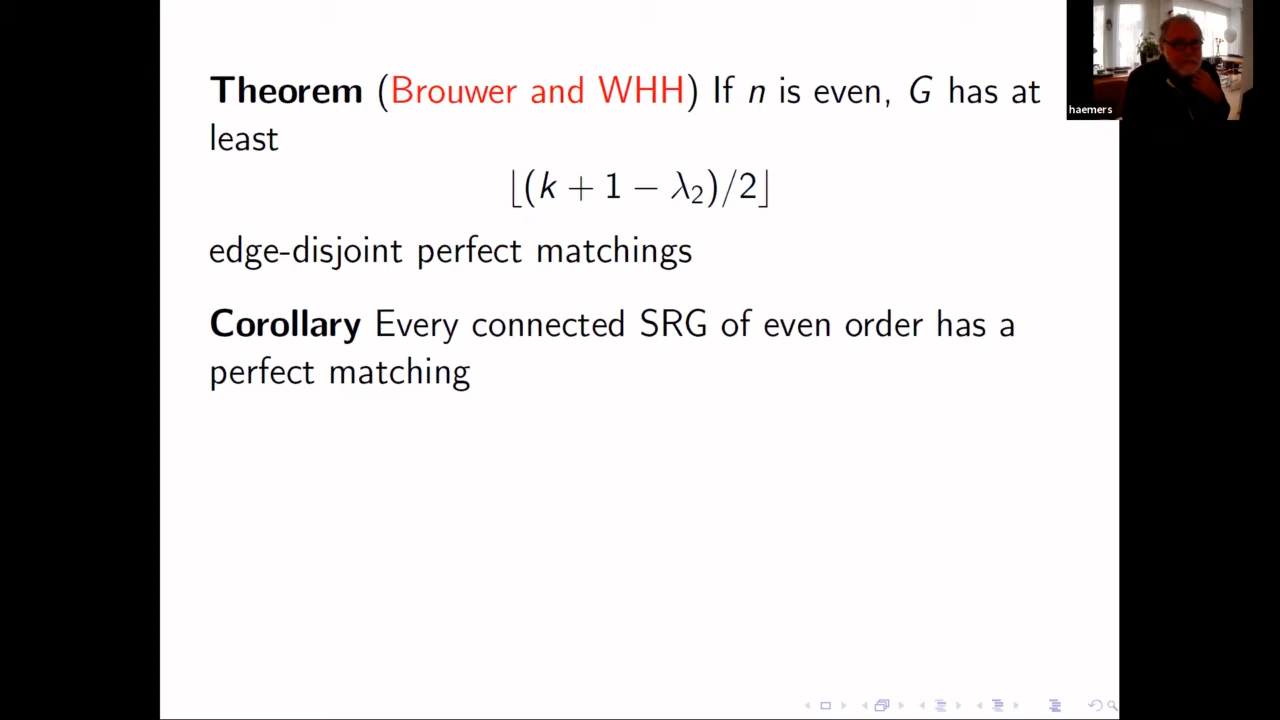 Theorem (Brouwer and WHH) If n is even, G has at
least
⌊(k + 1 − λ₂)/2⌋
edge-disjoint perfect matchings
Corollary Every connected SRG of even order has a
perfect matching
haemers